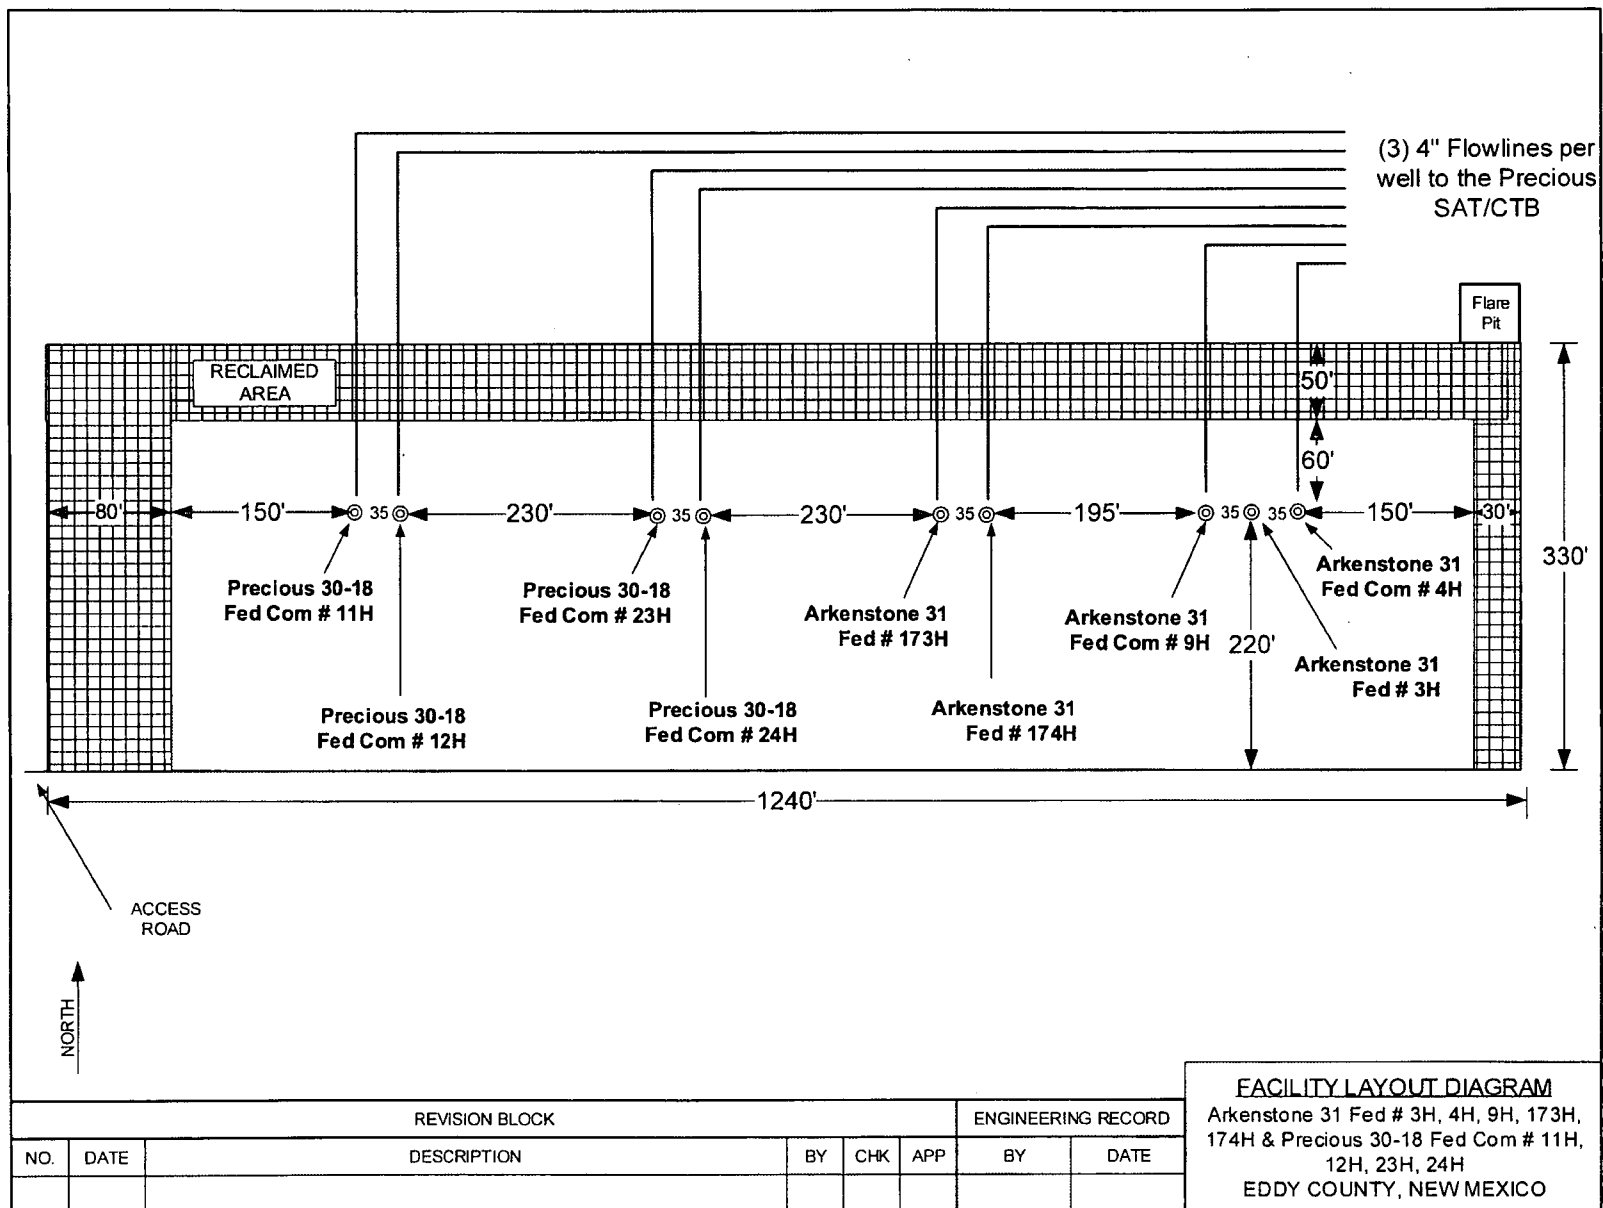 (3) 4" Flowlines per
well to the Precious
SAT/CTB
Flare
Pit
RECLAIMED
AREA
50'
60'
80'
150'
35
230'
35
230'
35
195'
35
35
150'
30'
330'
Precious 30-18
Fed Com # 11H
Precious 30-18
Fed Com # 23H
Arkenstone 31
Fed # 173H
Arkenstone 31
Fed Com # 9H
Arkenstone 31
Fed Com # 4H
220'
Arkenstone 31
Fed # 3H
Precious 30-18
Fed Com # 12H
Precious 30-18
Fed Com # 24H
Arkenstone 31
Fed # 174H
1240'
ACCESS
ROAD
NORTH
FACILITY LAYOUT DIAGRAM
Arkenstone 31 Fed # 3H, 4H, 9H, 173H,
174H & Precious 30-18 Fed Com # 11H,
12H, 23H, 24H
EDDY COUNTY, NEW MEXICO
REVISION BLOCK
ENGINEERING RECORD
NO.
DATE
DESCRIPTION
BY
CHK
APP
BY
DATE